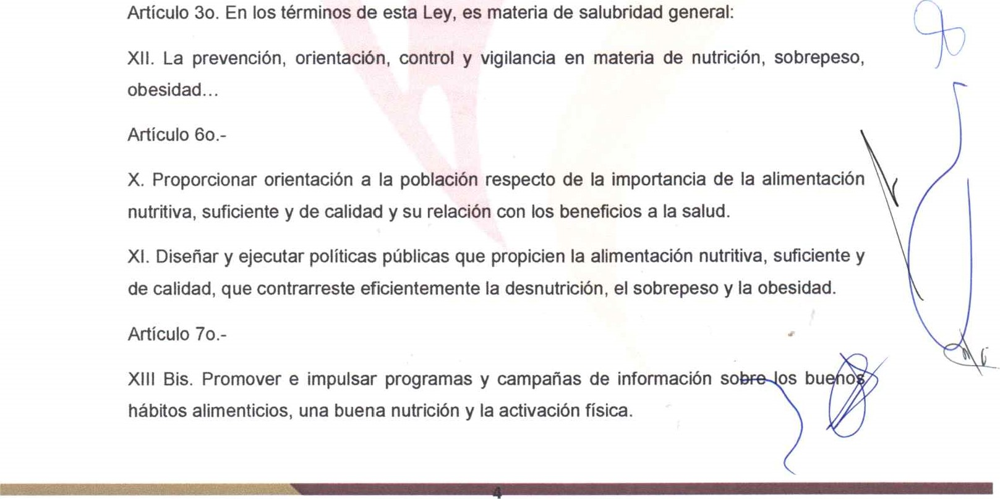 Artículo 3o. En los términos de esta Ley, es materia de salubridad general:
XII. La prevención, orientación, control y vigilancia en materia de nutrición, sobrepeso,
obesidad...
Artículo 6o.-
X. Proporcionar orientación a la población respecto de la importancia de la alimentación
nutritiva, suficiente y de calidad y su relación con los beneficios a la salud.
XI. Diseñar y ejecutar políticas públicas que propicien la alimentación nutritiva, suficiente y
de calidad, que contrarreste eficientemente la desnutrición, el sobrepeso y la obesidad.
Artículo 7o.-
XIII Bis. Promover e impulsar programas y campañas de información sobre los buenos
hábitos alimenticios, una buena nutrición y la activación física.
4